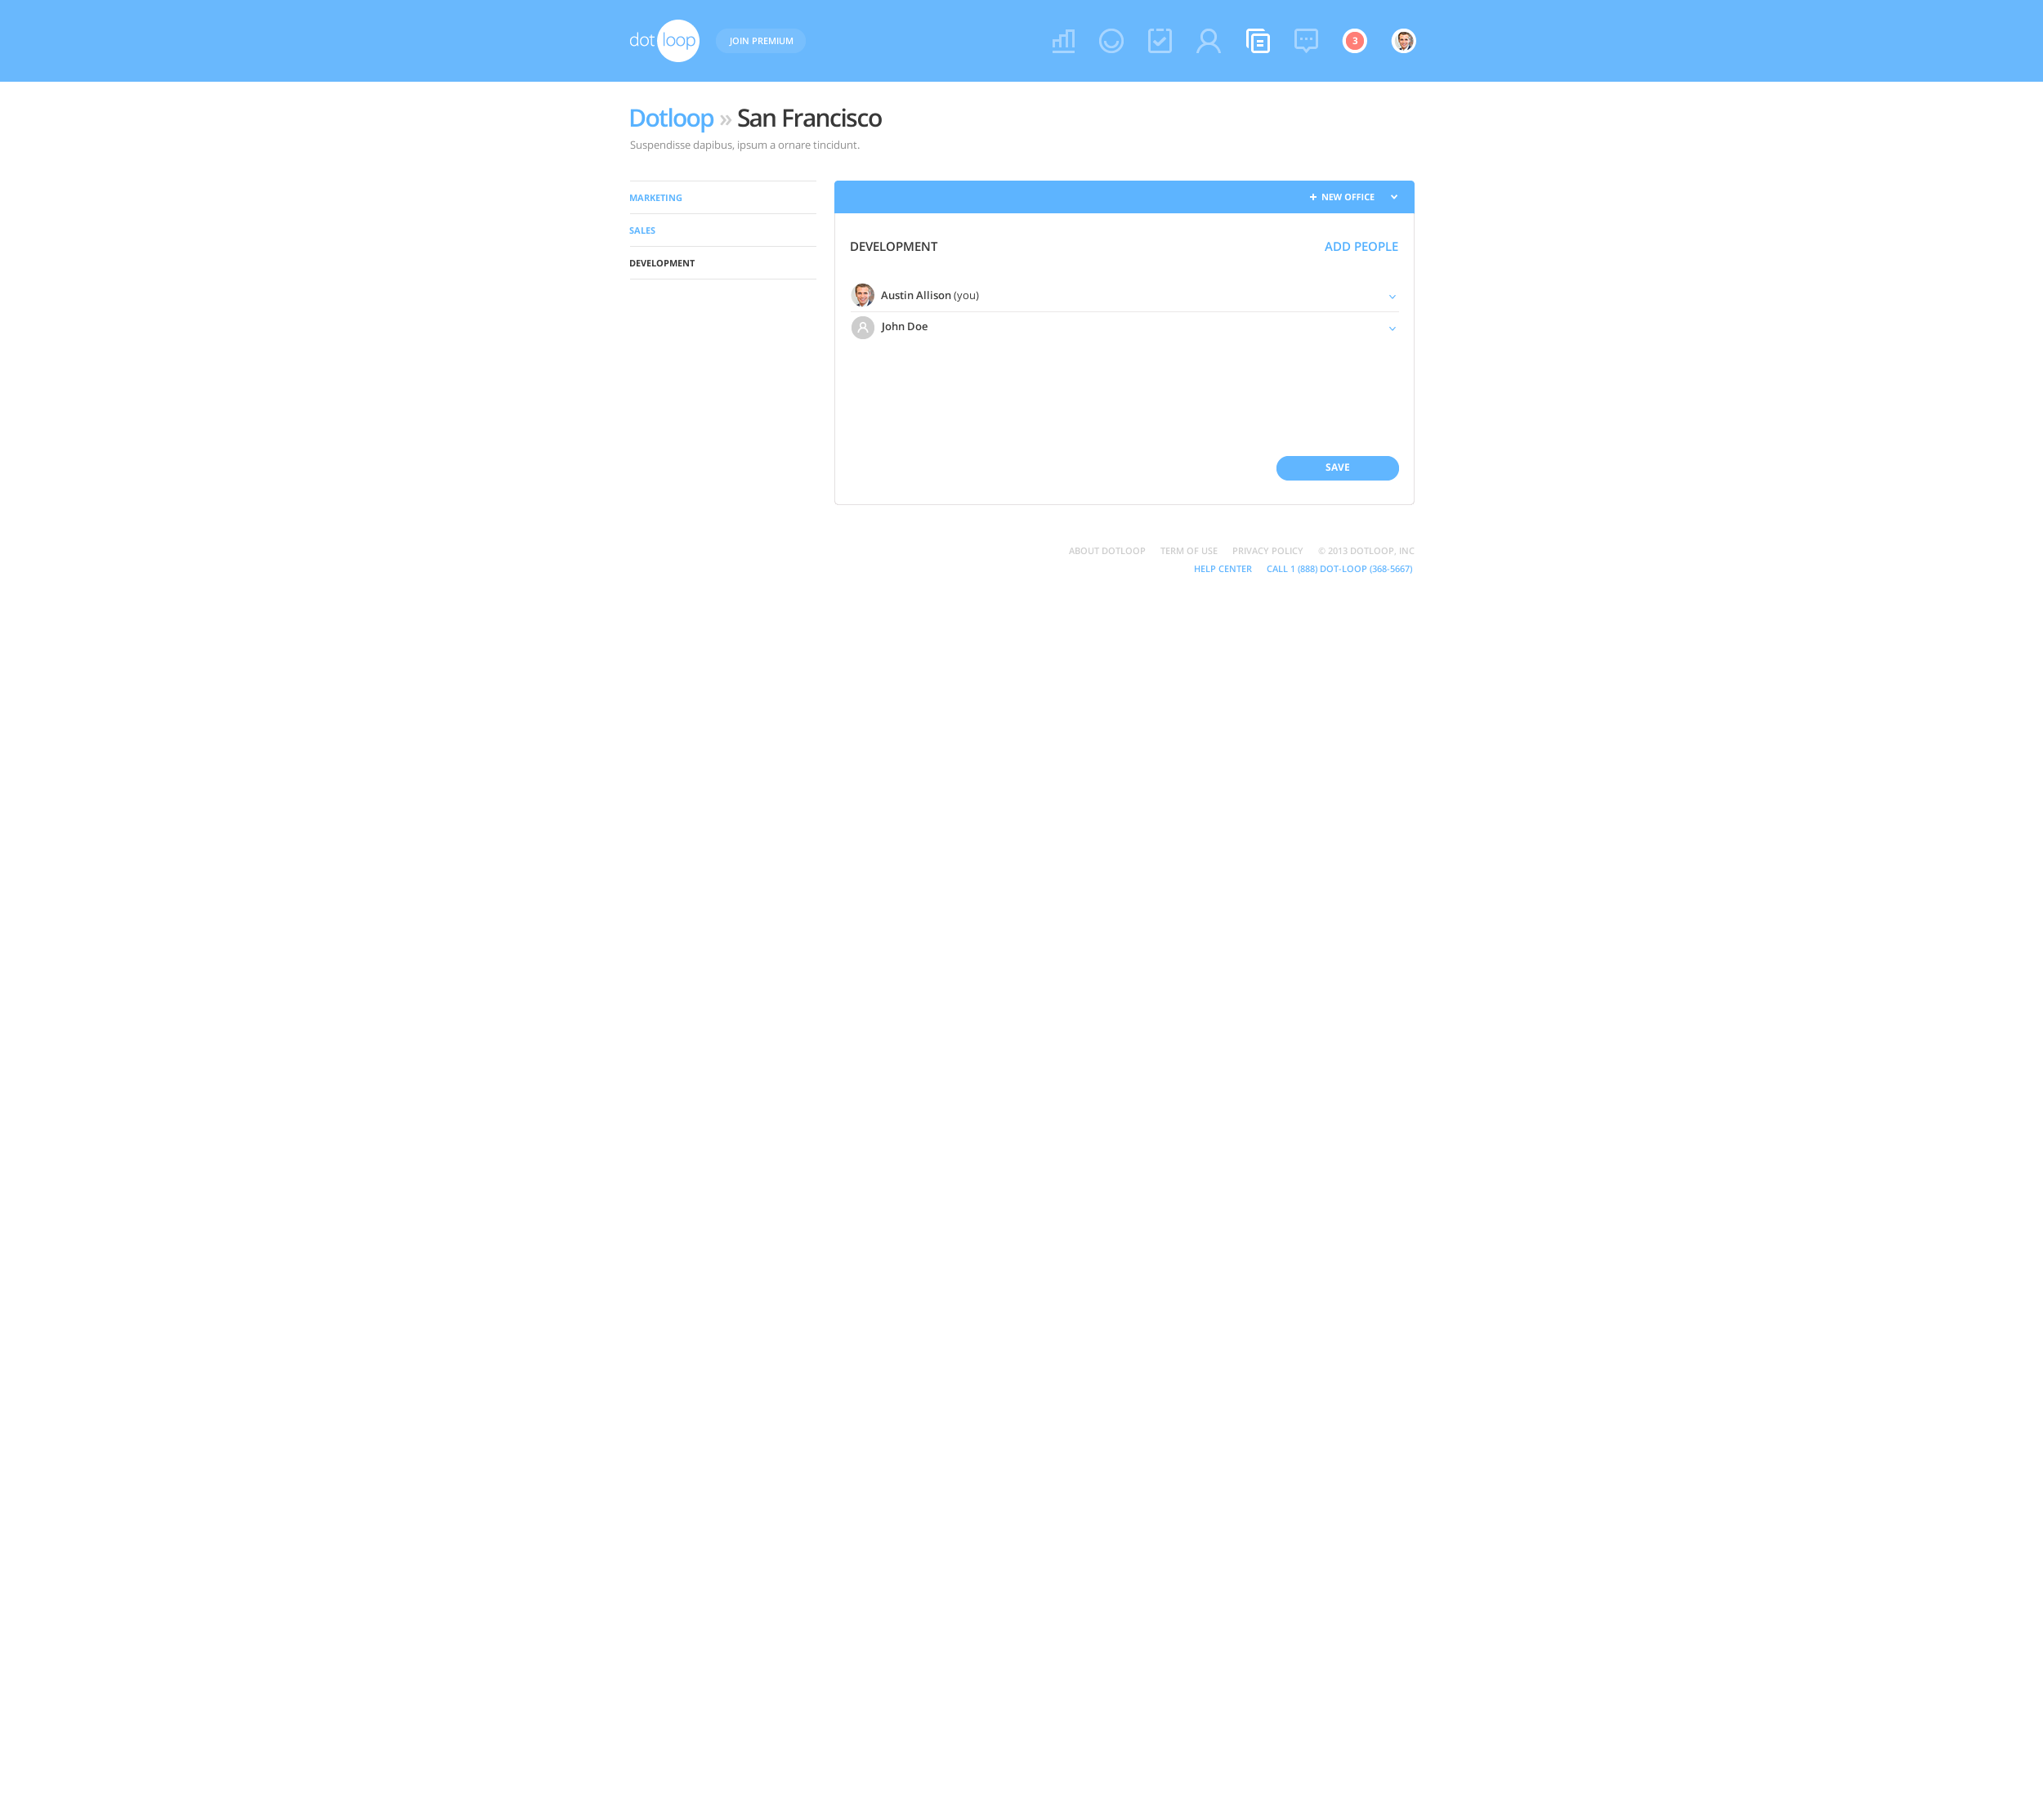 dot loop JOIN PREMIUM 3
Dotloop » San Francisco
Suspendisse dapibus, ipsum a ornare tincidunt.
MARKETING
SALES
DEVELOPMENT
+ NEW OFFICE
DEVELOPMENT ADD PEOPLE
Austin Allison (you)
John Doe
SAVE
ABOUT DOTLOOP TERM OF USE PRIVACY POLICY © 2013 DOTLOOP, INC
HELP CENTER CALL 1 (888) DOT-LOOP (368-5667)